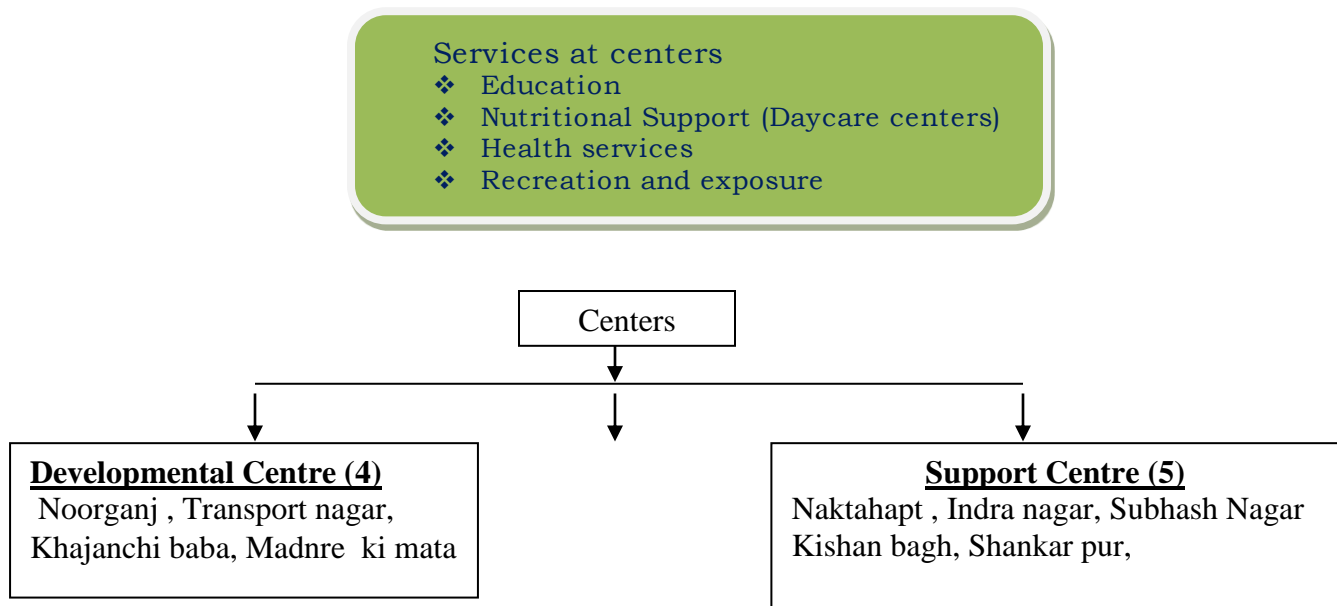 Services at centers
❖ Education
❖ Nutritional Support (Daycare centers)
❖ Health services
❖ Recreation and exposure
Centers
Developmental Centre (4)
Noorganj , Transport nagar,
Khajanchi baba, Madnre ki mata
Support Centre (5)
Naktahapt , Indra nagar, Subhash Nagar
Kishan bagh, Shankar pur,